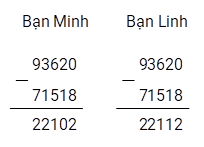 Bạn Minh Bạn Linh
93620 93620
— —
71518 71518
22102 22112